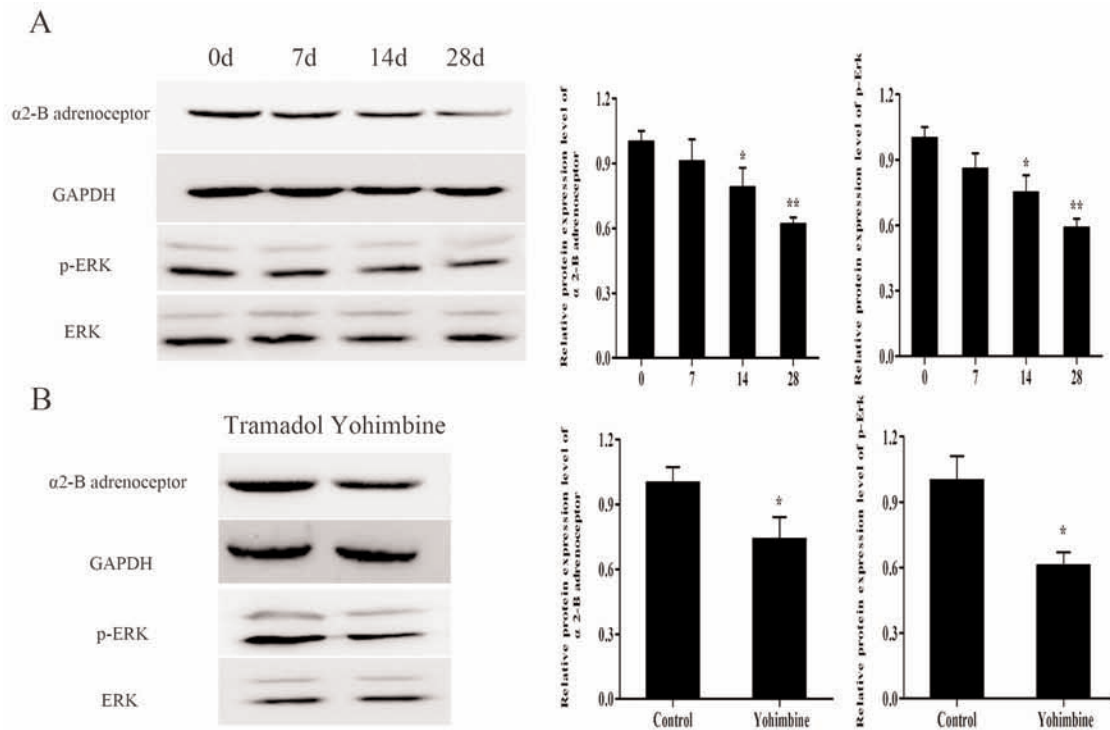 A
0d 7d 14d 28d
α2-B adrenoceptor
GAPDH
p-ERK
ERK
Relative protein expression level of
α 2-B adrenoceptor
1.2
0.9
0.6
0.3
0.0
*
**
0 7 14 28
Relative protein expression level of p-Erk
1.2
0.9
0.6
0.3
0.0
*
**
0 7 14 28
B
Tramadol Yohimbine
α2-B adrenoceptor
GAPDH
p-ERK
ERK
Relative protein expression level of
α 2-B adrenoceptor
1.2
0.9
0.6
0.3
0.0
*
Control Yohimbine
Relative protein expression level of p-Erk
1.2
0.9
0.6
0.3
0.0
*
Control Yohimbine